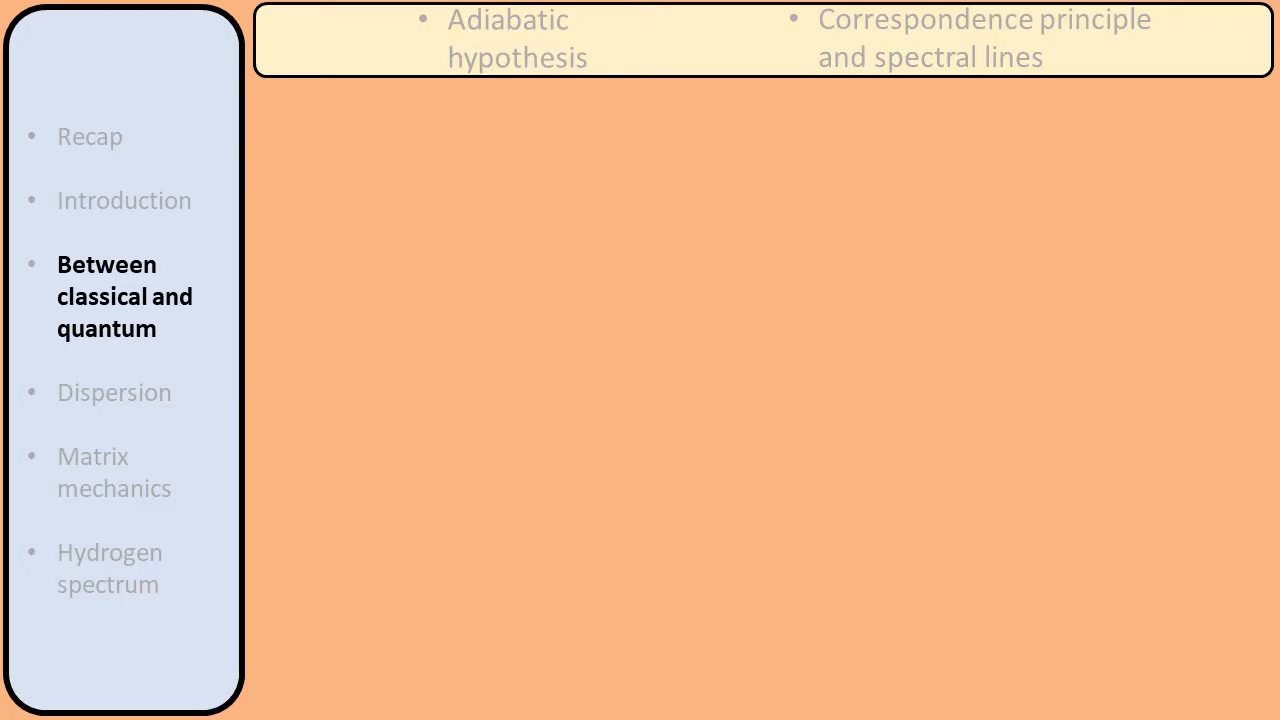 • Adiabatic
hypothesis
• Correspondence principle
and spectral lines
• Recap
• Introduction
• Between
classical and
quantum
• Dispersion
• Matrix
mechanics
• Hydrogen
spectrum